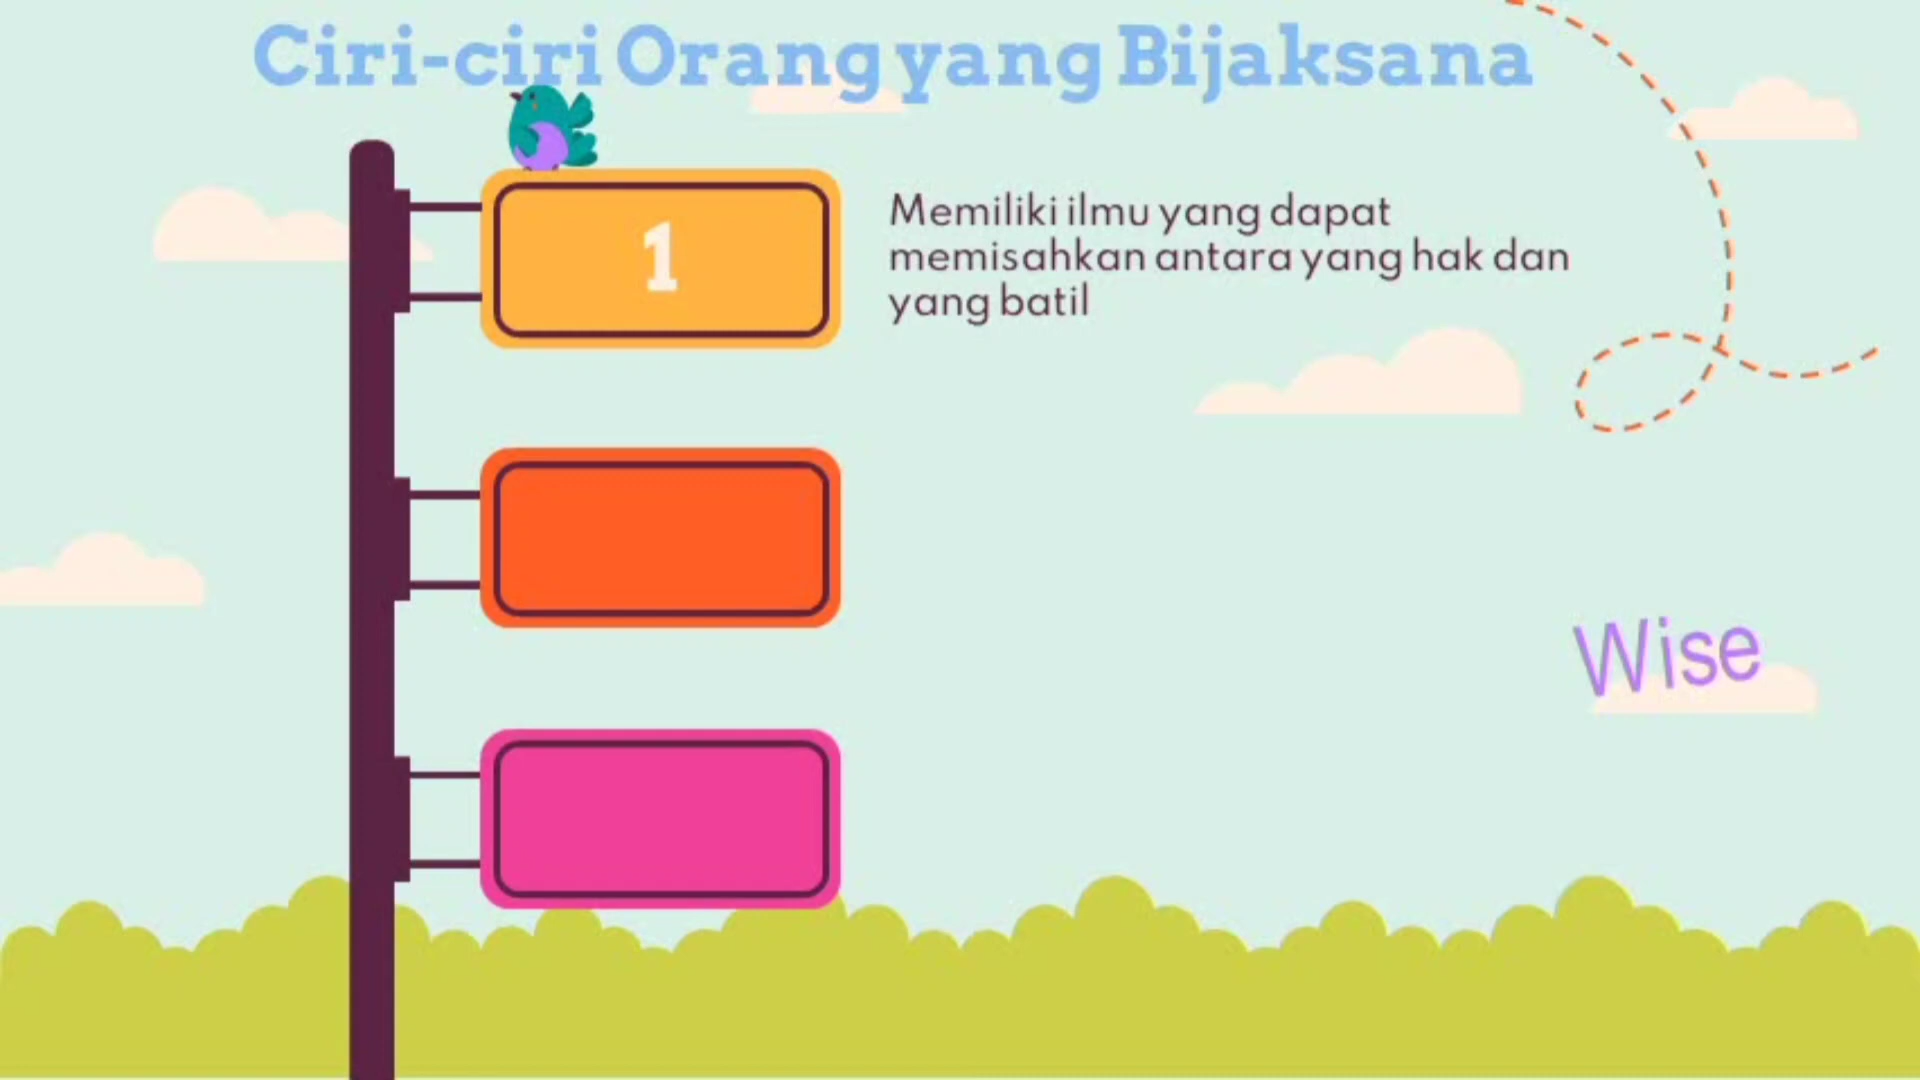 Ciri-ciri Orang yang Bijaksana
1
Memiliki ilmu yang dapat
memisahkan antara yang hak dan
yang batil
Wise